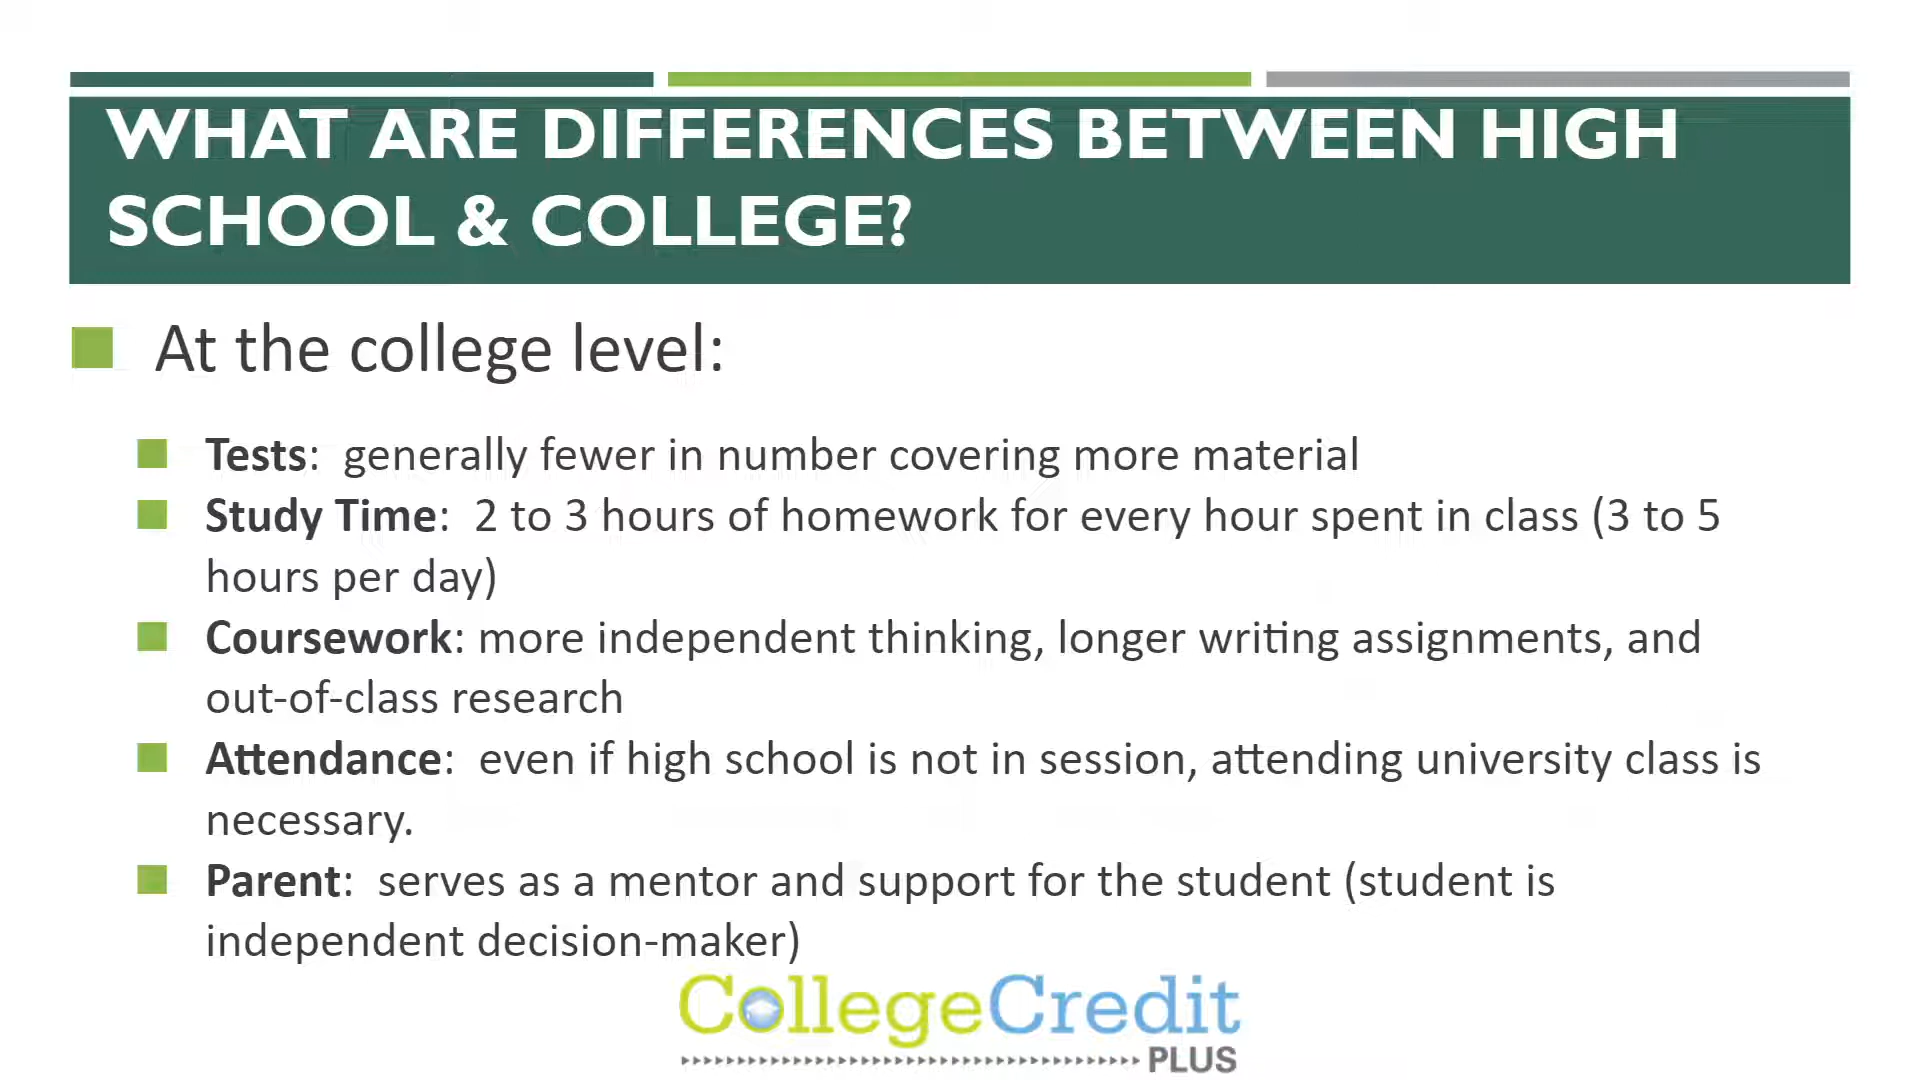 WHAT ARE DIFFERENCES BETWEEN HIGH
SCHOOL & COLLEGE?
At the college level:
Tests:  generally fewer in number covering more material
Study Time:  2 to 3 hours of homework for every hour spent in class (3 to 5
hours per day)
Coursework: more independent thinking, longer writing assignments, and
out-of-class research
Attendance:  even if high school is not in session, attending university class is
necessary.
Parent:  serves as a mentor and support for the student (student is
independent decision-maker)
CollegeCredit
PLUS